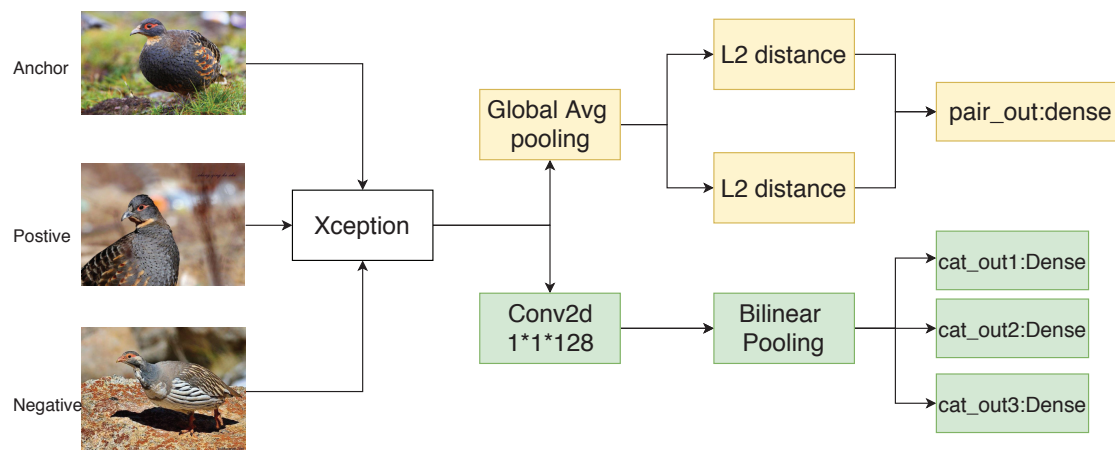 Anchor
Postive
Negative
Xception
Global Avg
pooling
L2 distance
L2 distance
pair_out:dense
Conv2d
1*1*128
Bilinear
Pooling
cat_out1:Dense
cat_out2:Dense
cat_out3:Dense